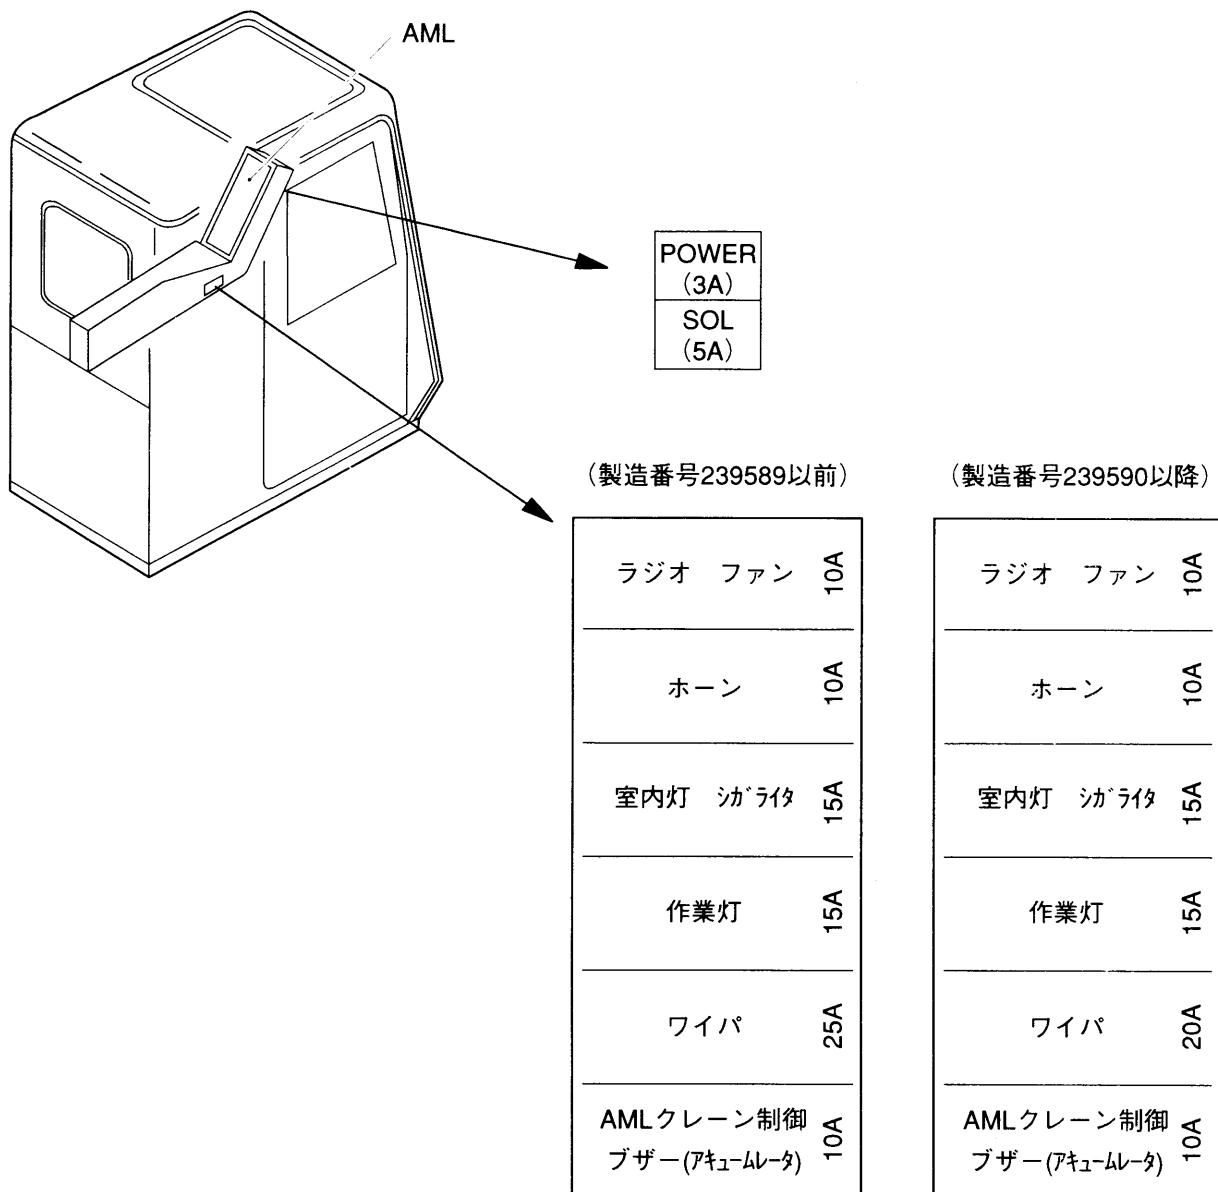 AML
POWER
(3A)
SOL
(5A)
(製造番号239589以前)
ラジオ ファン 10A
ホーン 10A
室内灯 シガライタ 15A
作業灯 15A
ワイパ 25A
AMLクレーン制御
ブザー(アキュームレータ) 10A
(製造番号239590以降)
ラジオ ファン 10A
ホーン 10A
室内灯 シガライタ 15A
作業灯 15A
ワイパ 20A
AMLクレーン制御
ブザー(アキュームレータ) 10A